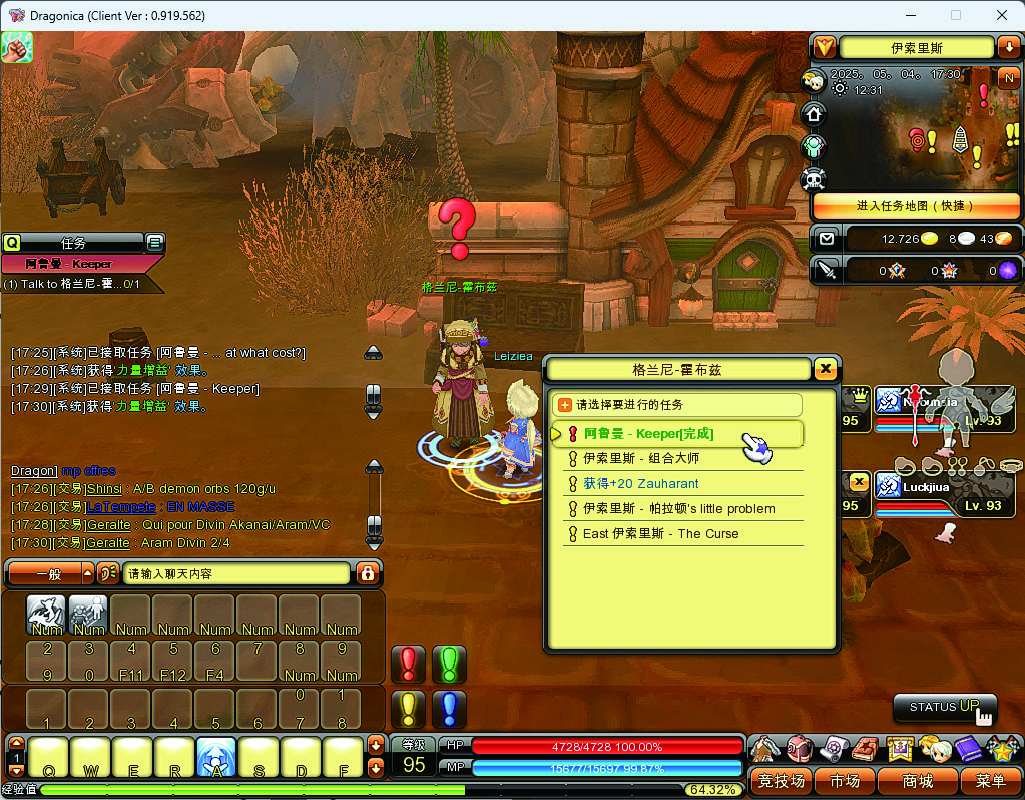 Dragonica (Client Ver : 0.919.562)
伊索里斯
2025。 05。 04。 17:30
12:31
N
进入任务地图 ( 快捷 )
12.726 8 43
0 0 0
Q 任务
阿鲁曼 - Keeper
(1) Talk to 格兰尼-霍...0/1
格兰尼-霍布兹
Leiziea
[17:25][系统]已接取任务 [阿鲁曼 - ... at what cost?]
[17:26][系统]获得'力量增益' 效果。
[17:29][系统]已接取任务 [阿鲁曼 - Keeper]
[17:30][系统]获得'力量增益' 效果。
Dragon] mp offres
[17:26][交易]Shinsi : A/B demon orbs 120g/u
[17:26][交易]LaTempete : EN MASSE
[17:28][交易]Geralte : Qui pour Divin Akanai/Aram/VC
[17:30][交易]Geralte : Aram Divin 2/4
一般
请输入聊天内容
格兰尼-霍布兹
请选择要进行的任务
阿鲁曼 - Keeper[完成]
伊索里斯 - 组合大师
获得+20 Zauharant
伊索里斯 - 帕拉顿's little problem
East 伊索里斯 - The Curse
95
Lv. 93
95
Luckjiua
Lv. 93
Num Num Num Num Num Num Num Num
2 3 4 5 6 7 8 9
9 0 F11 F12 F4 Num Num
0 1
1 2 3 4 5 6 7 8
STATUS UP
1
Q W E R A S D F
等级
95
HP 4728/4728 100.00%
MP 15677/15697 99.87%
竞技场 市场 商城 菜单
经验值 64.32%